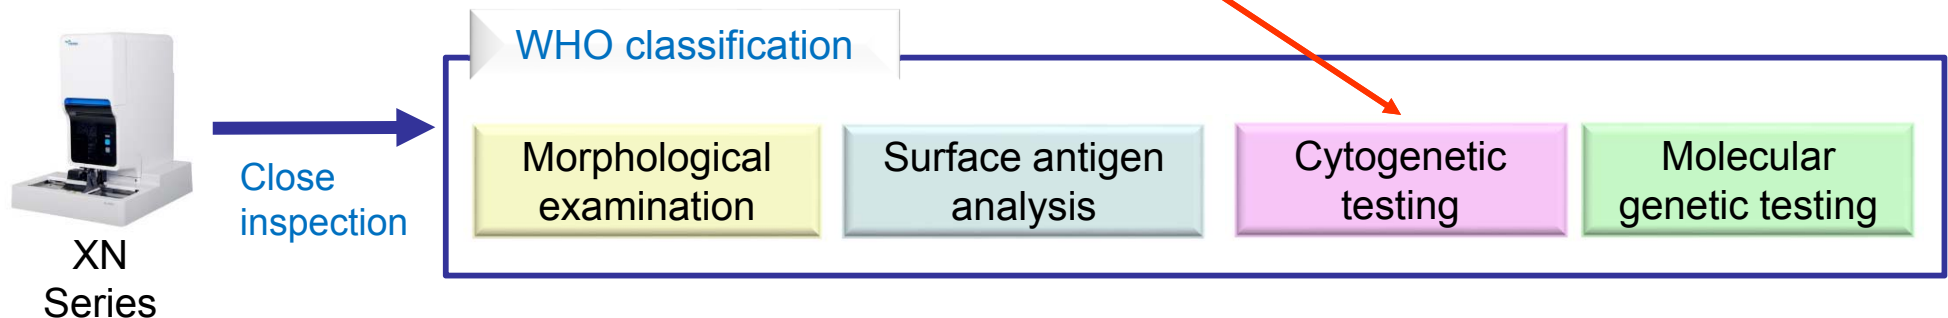 WHO classification
Morphological
examination
Surface antigen
analysis
Cytogenetic
testing
Molecular
genetic testing
Close
inspection
XN
Series